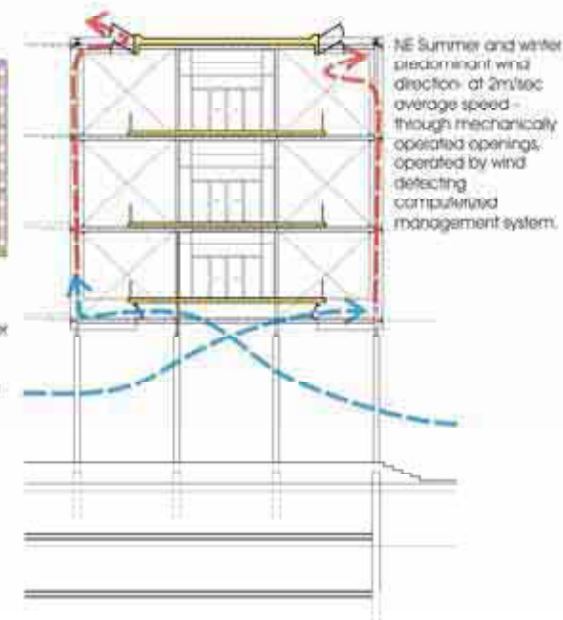 NE Summer and winter
predominant wind
direction- at 2m/sec
average speed -
through mechanically
operated openings,
operated by wind
detecting
computerized
management system.